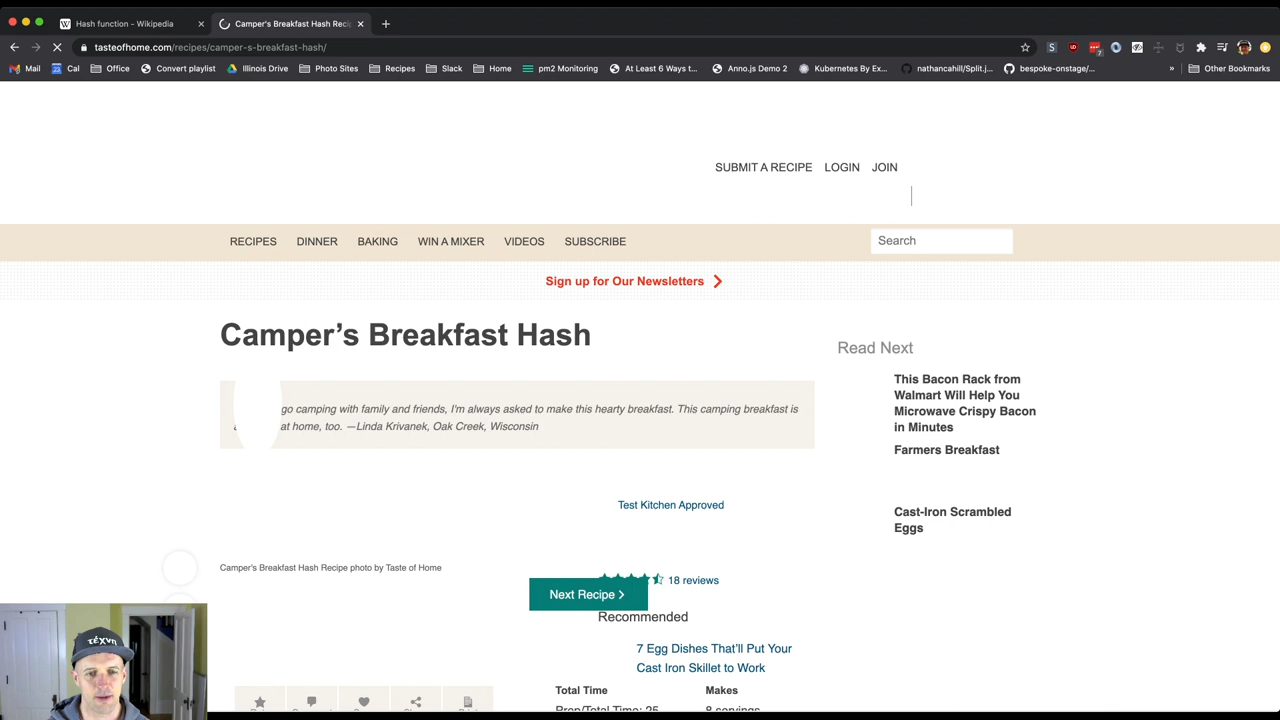 Hash function - Wikipedia
Camper's Breakfast Hash Reci
tasteofhome.com/recipes/camper-s-breakfast-hash/
Mail Cal Office Convert playlist Illinois Drive Photo Sites Recipes Slack Home pm2 Monitoring At Least 6 Ways t... Anno.js Demo 2 Kubernetes By Ex... nathancahill/Split.j... bespoke-onstage/... » Other Bookmarks
SUBMIT A RECIPE LOGIN JOIN
RECIPES DINNER BAKING WIN A MIXER VIDEOS SUBSCRIBE Search
Sign up for Our Newsletters
Camper's Breakfast Hash
go camping with family and friends, I'm always asked to make this hearty breakfast. This camping breakfast is
at home, too. —Linda Krivanek, Oak Creek, Wisconsin
Test Kitchen Approved
Camper's Breakfast Hash Recipe photo by Taste of Home
18 reviews
Next Recipe
Recommended
7 Egg Dishes That'll Put Your
Cast Iron Skillet to Work
Total Time Makes
Prep/Total Time: 25 8 servings
Read Next
This Bacon Rack from
Walmart Will Help You
Microwave Crispy Bacon
in Minutes
Farmers Breakfast
Cast-Iron Scrambled
Eggs